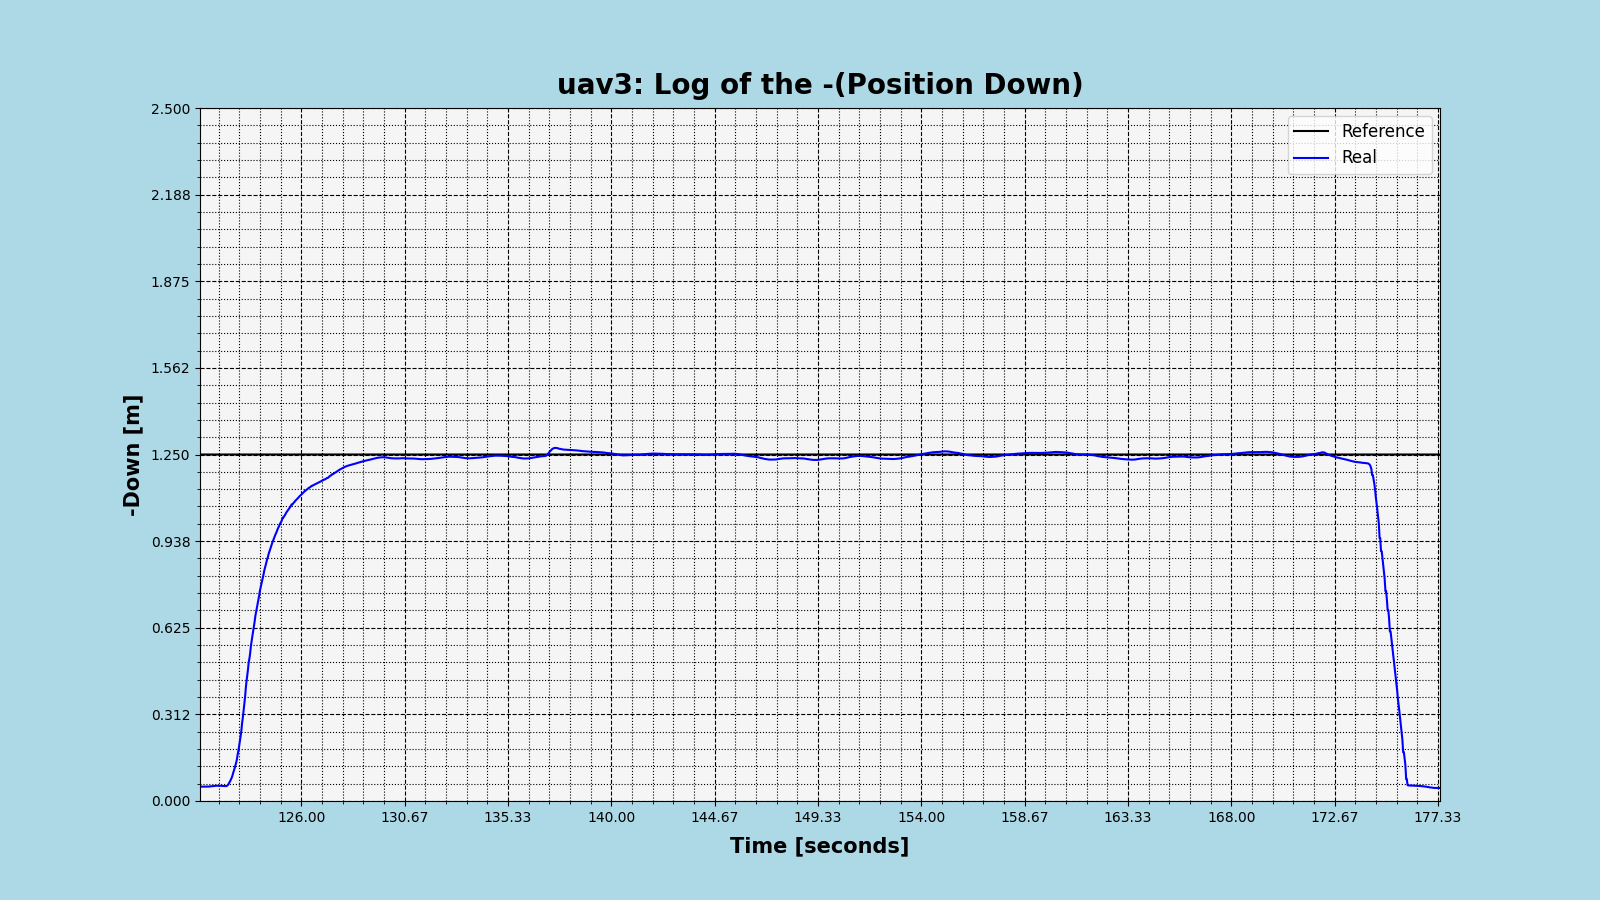 uav3: Log of the -(Position Down)
Reference
Real
2.500
2.188
1.875
1.562
1.250
0.938
0.625
0.312
0.000
-Down [m]
126.00 130.67 135.33 140.00 144.67 149.33 154.00 158.67 163.33 168.00 172.67 177.33
Time [seconds]